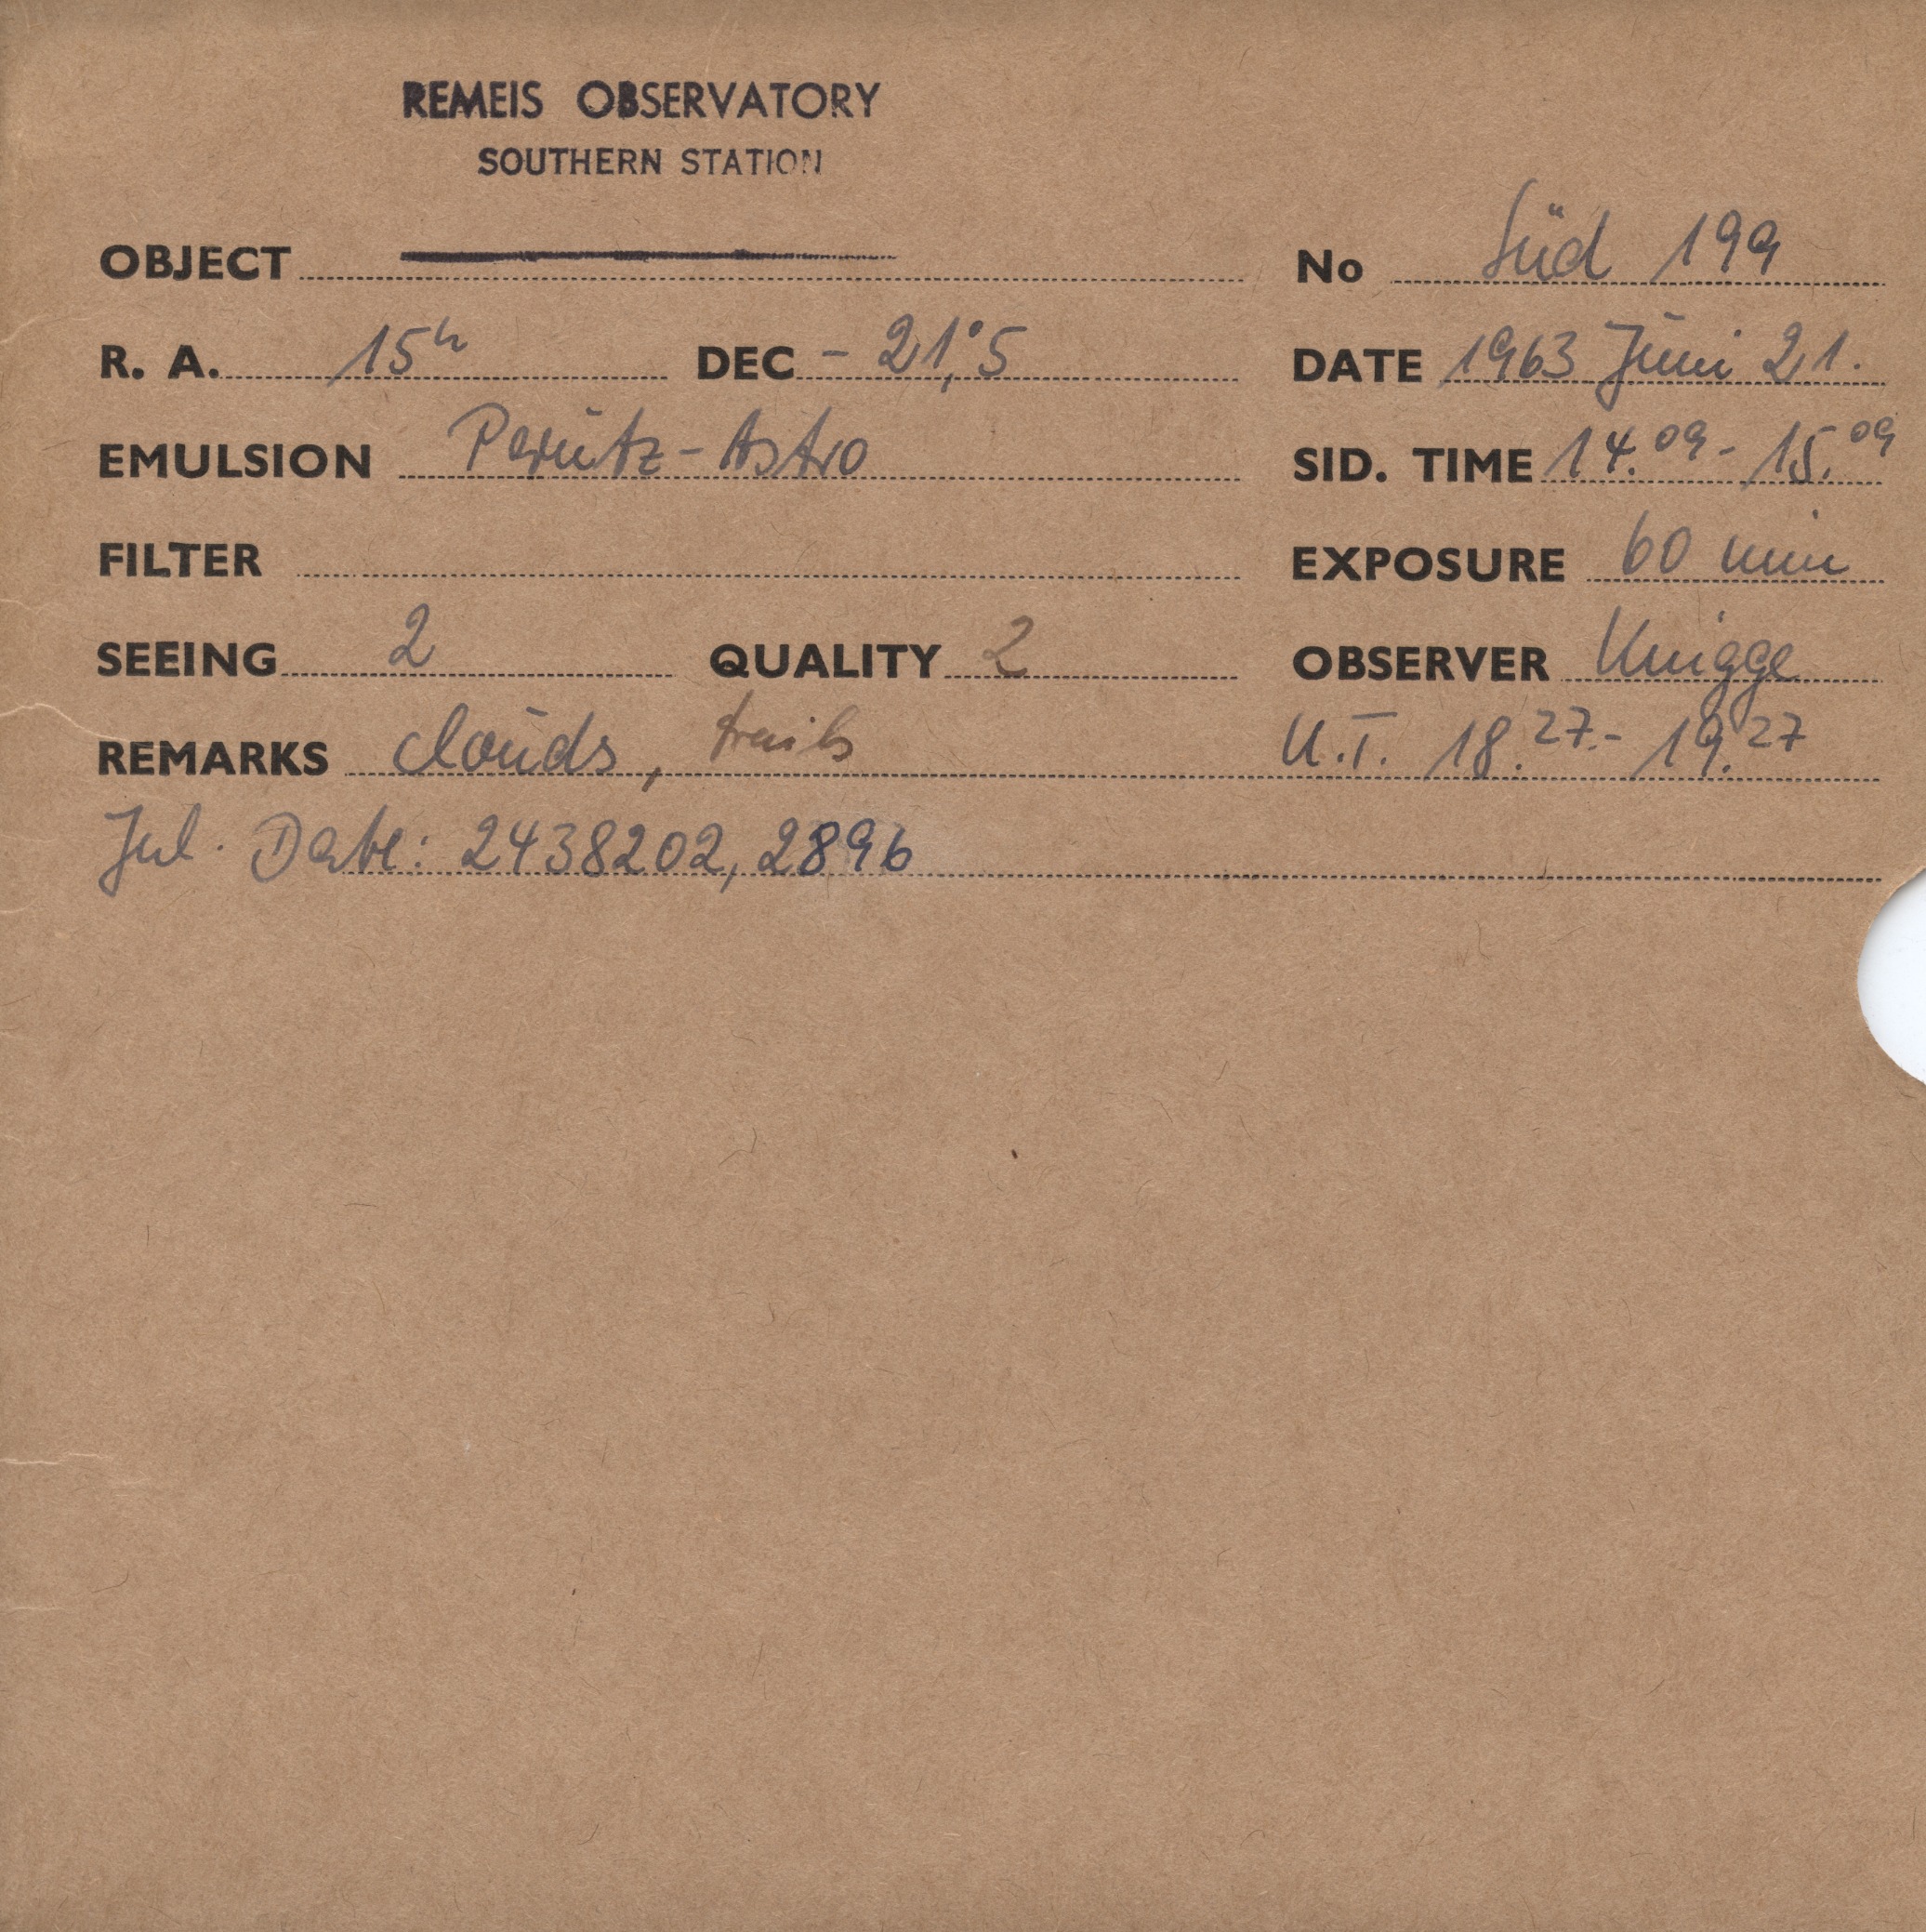 REMEIS OBSERVATORY
SOUTHERN STATION
OBJECT No Süd 199
R. A. 15h DEC - 21°,5 DATE 1963 Juni 21.
EMULSION Perutz-Astro SID. TIME 14.09 - 15.09
FILTER EXPOSURE 60 min
SEEING 2 QUALITY 2 OBSERVER Knigge
REMARKS clouds, trails U.T. 18.27 - 19.27
Jul. Date: 2438202,2896